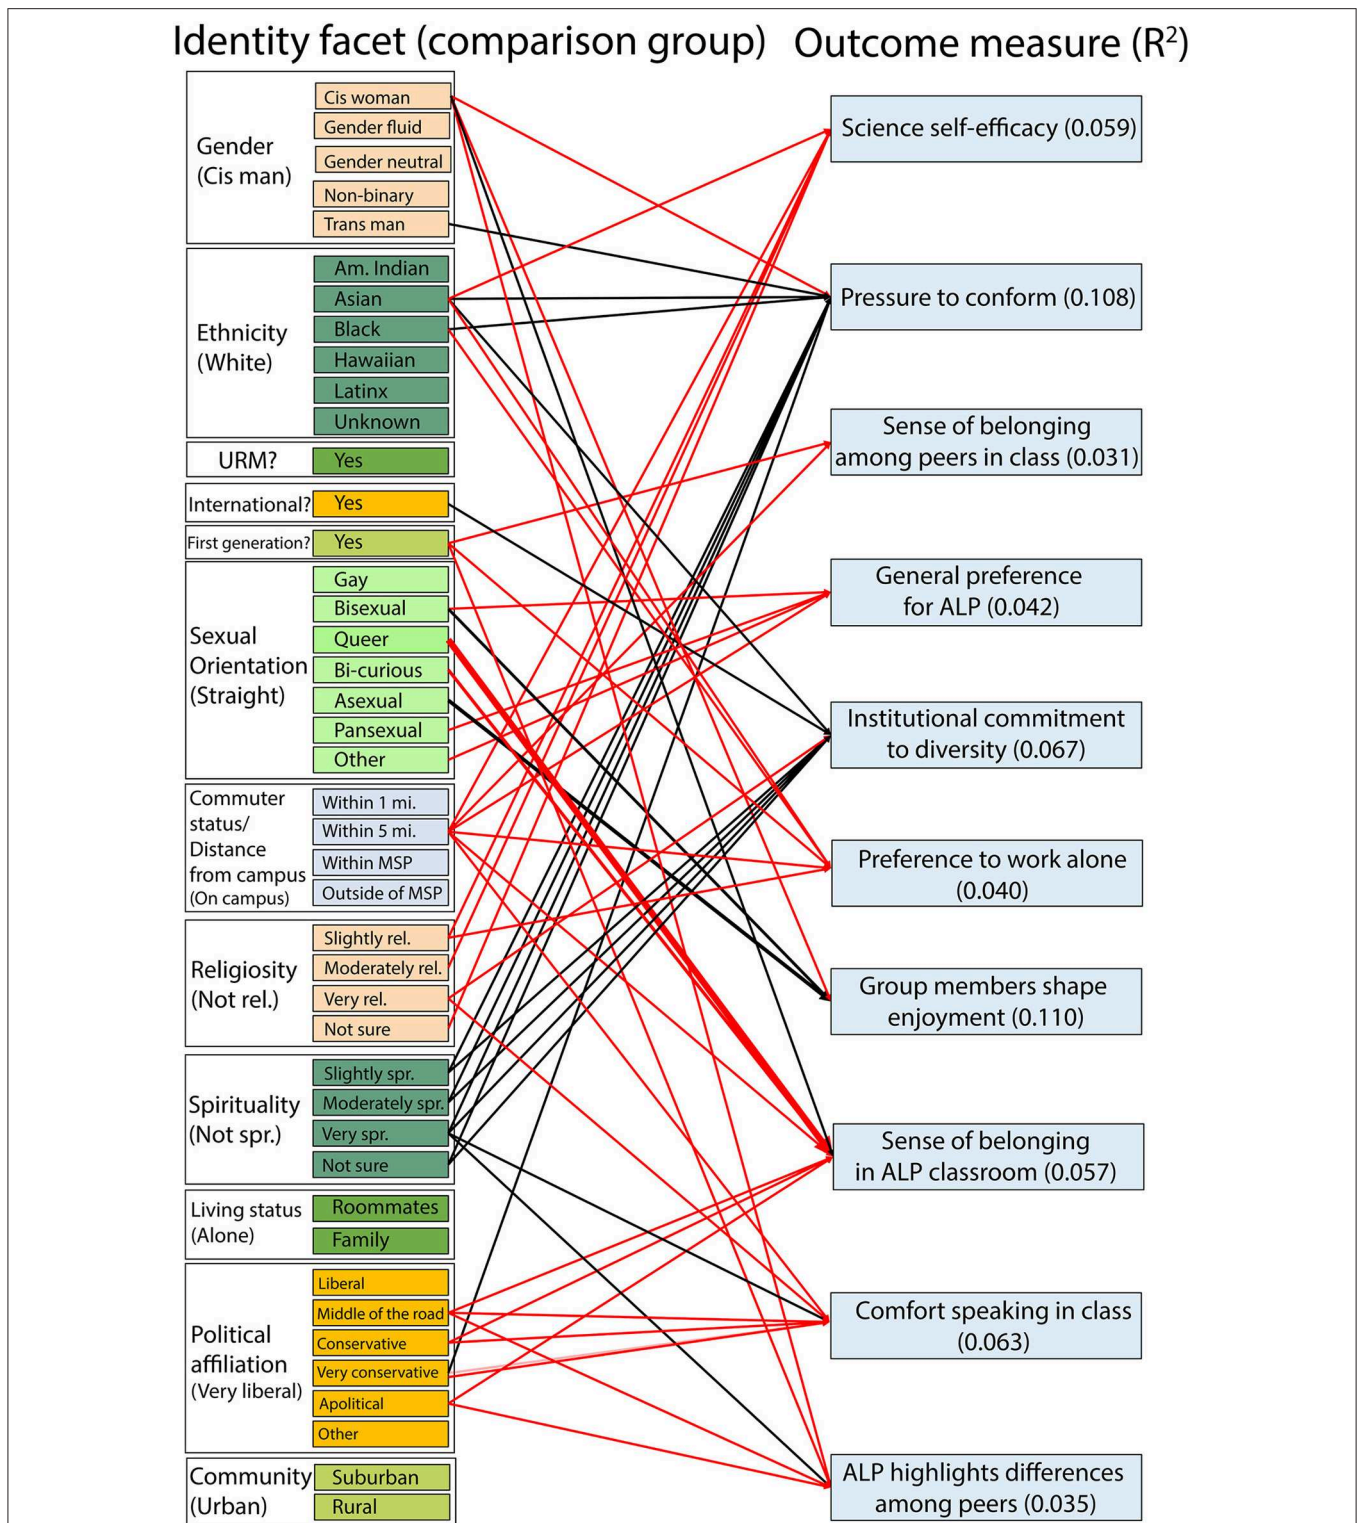 Identity facet (comparison group)
Outcome measure (R²)
Gender
(Cis man)
Cis woman
Gender fluid
Gender neutral
Non-binary
Trans man
Ethnicity
(White)
Am. Indian
Asian
Black
Hawaiian
Latinx
Unknown
URM?
Yes
International?
Yes
First generation?
Yes
Sexual
Orientation
(Straight)
Gay
Bisexual
Queer
Bi-curious
Asexual
Pansexual
Other
Commuter
status/
Distance
from campus
(On campus)
Within 1 mi.
Within 5 mi.
Within MSP
Outside of MSP
Religiosity
(Not rel.)
Slightly rel.
Moderately rel.
Very rel.
Not sure
Spirituality
(Not spr.)
Slightly spr.
Moderately spr.
Very spr.
Not sure
Living status
(Alone)
Roommates
Family
Political
affiliation
(Very liberal)
Liberal
Middle of the road
Conservative
Very conservative
Apolitical
Other
Community
(Urban)
Suburban
Rural
Science self-efficacy (0.059)
Pressure to conform (0.108)
Sense of belonging
among peers in class (0.031)
General preference
for ALP (0.042)
Institutional commitment
to diversity (0.067)
Preference to work alone
(0.040)
Group members shape
enjoyment (0.110)
Sense of belonging
in ALP classroom (0.057)
Comfort speaking in class
(0.063)
ALP highlights differences
among peers (0.035)